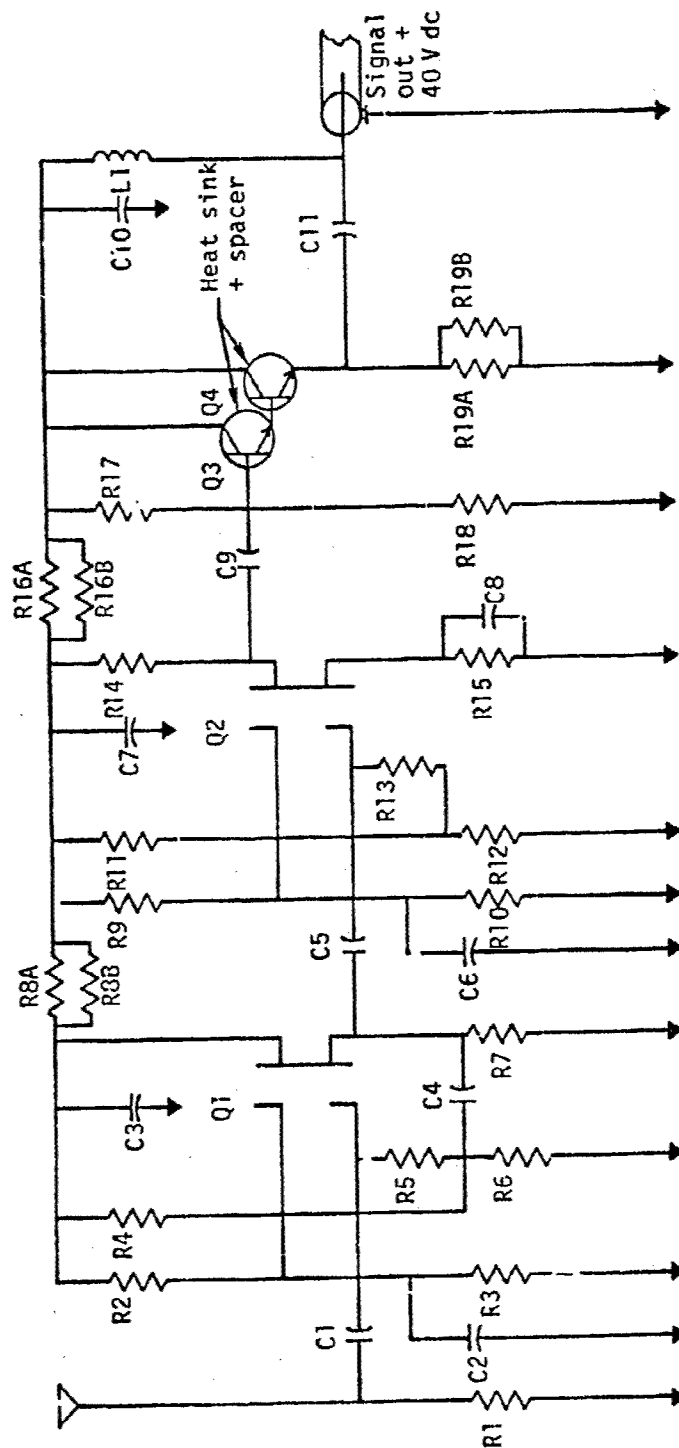 R1
C1
C2
R2
R3
R4
C3
Q1
R5
R6
C4
R7
R8A
R8B
C5
C6
R9
R10
R11
R12
R13
C7
Q2
R14
R15
C8
R16A
R16B
C9
R17
R18
Q3
Q4
Heat sink
+ spacer
R19A
R19B
C10
L1
C11
Signal
out +
40 V dc